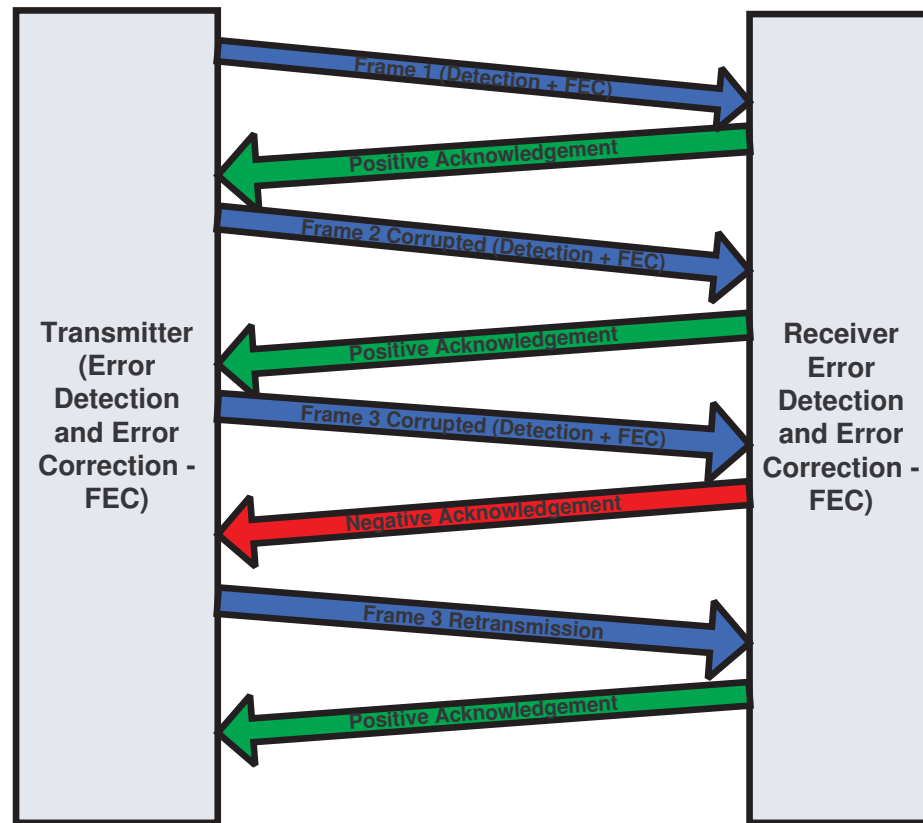 Frame 1 (Detection + FEC)
Positive Acknowledgement
Frame 2 Corrupted (Detection + FEC)
Positive Acknowledgement
Frame 3 Corrupted (Detection + FEC)
Negative Acknowledgement
Frame 3 Retransmission
Positive Acknowledgement
Transmitter
(Error
Detection
and Error
Correction -
FEC)
Receiver
Error
Detection
and Error
Correction -
FEC)